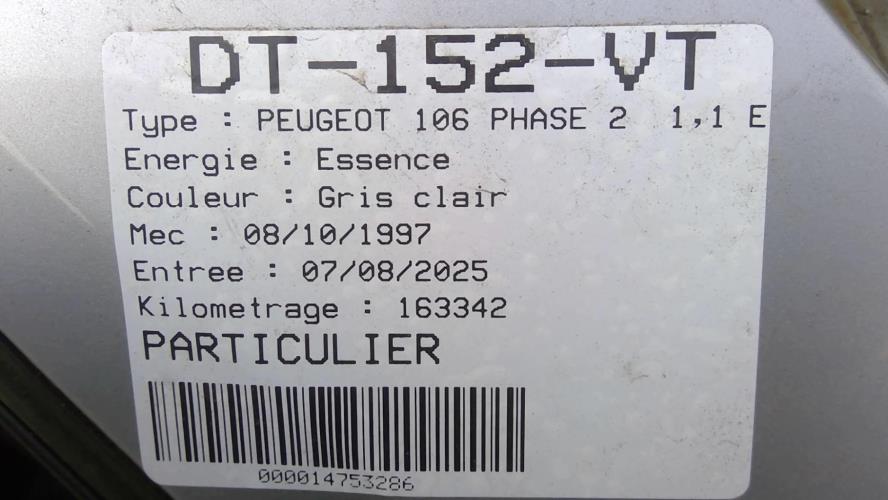 DT-152-VT
Type : PEUGEOT 106 PHASE 2 1,1 E
Energie : Essence
Couleur : Gris clair
Mec : 08/10/1997
Entree : 07/08/2025
Kilometrage : 163342
PARTICULIER
000014753286